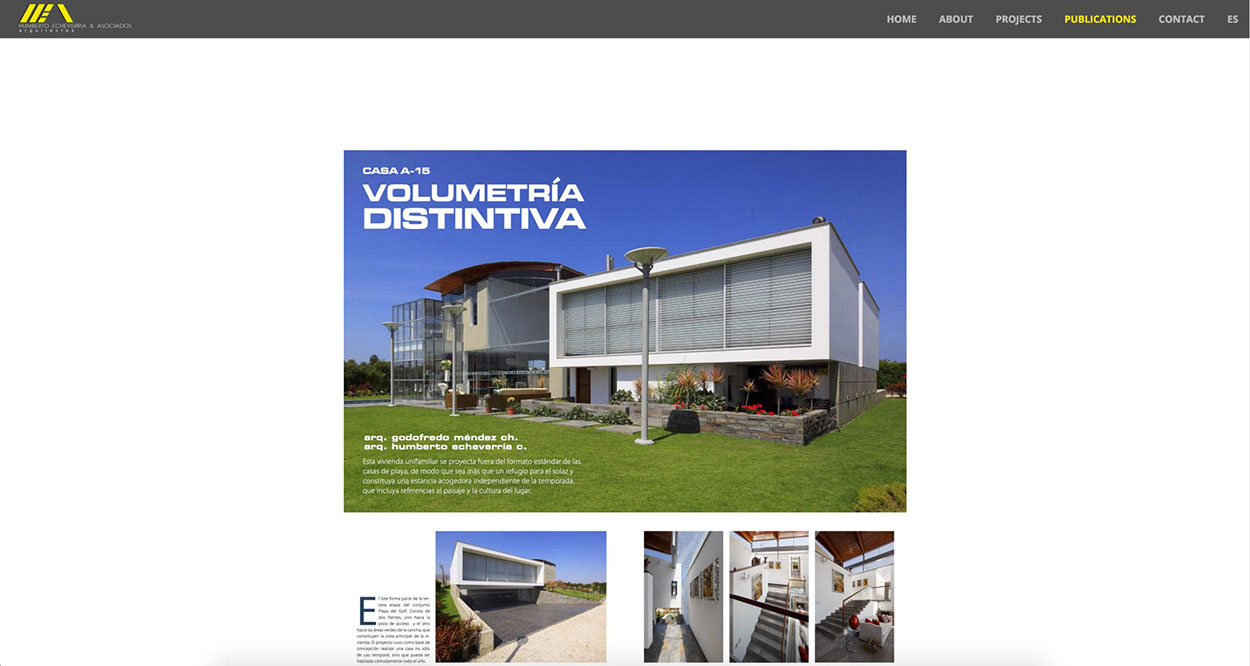 HUMBERTO ECHEVERRIA & ASOCIADOS
arquitectos
HOME
ABOUT
PROJECTS
PUBLICATIONS
CONTACT
ES
CASA A-15
VOLUMETRÍA
DISTINTIVA
arq. godofredo méndez ch.
arq. humberto echeverría c.
Esta vivienda unifamiliar se proyecta fuera del formato estándar de las
casas de playa, de modo que sea más que un refugio para el solaz y
constituya una estancia acogedora independiente de la temporada,
que incluya referencias al paisaje y la cultura del lugar.
El lote forma parte de la ter-
cera etapa del conjunto
Playa del Golf. Consta de
dos frentes, uno hacia la
pista de acceso y el otro
hacia las áreas verdes de la cancha, que
constituyen la vista principal de la vi-
vienda. El proyecto tuvo como base de
concepción realizar una casa no sólo
de uso temporal, sino que pueda ser
habitada cómodamente todo el año.